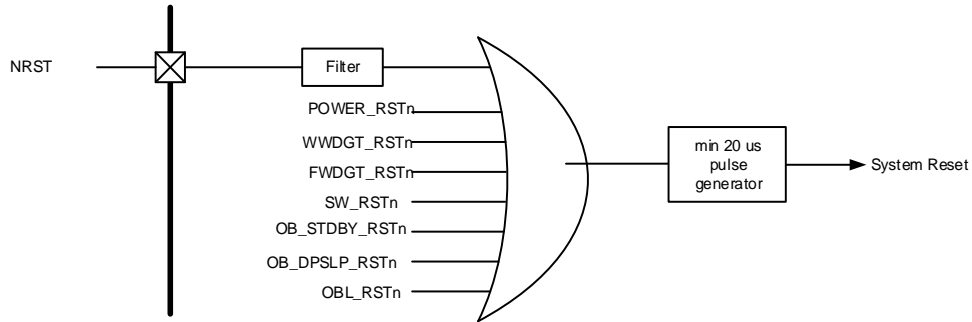 NRST
Filter
POWER_RSTn
WWDGT_RSTn
FWDGT_RSTn
SW_RSTn
OB_STDBY_RSTn
OB_DPSLP_RSTn
OBL_RSTn
min 20 us
pulse
generator
System Reset